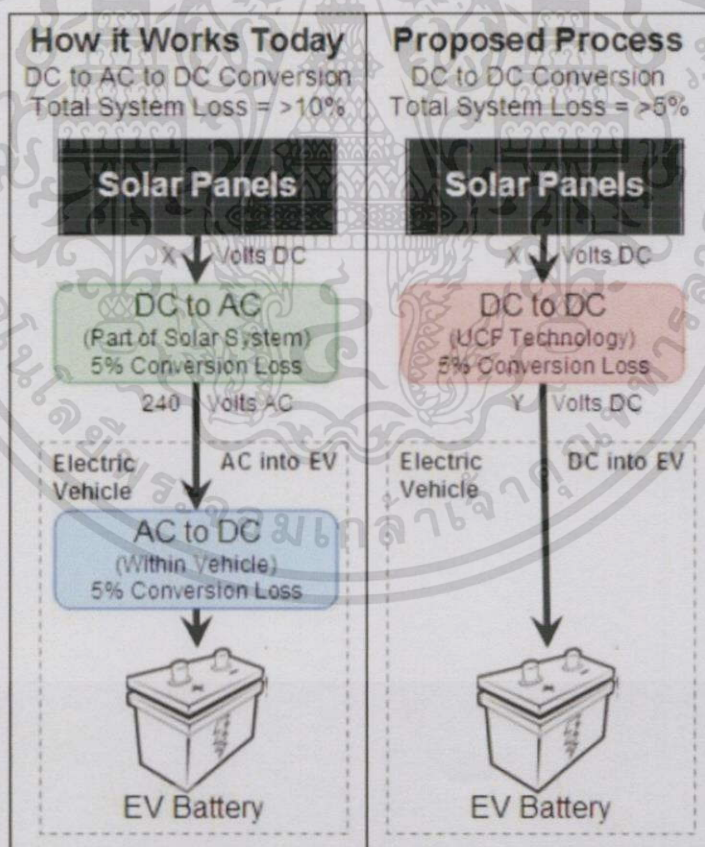 How it Works Today
DC to AC to DC Conversion
Total System Loss = >10%
Solar Panels
X Volts DC
DC to AC
(Part of Solar System)
5% Conversion Loss
240 Volts AC
Electric
Vehicle
AC into EV
AC to DC
(Within Vehicle)
5% Conversion Loss
EV Battery
Proposed Process
DC to DC Conversion
Total System Loss = >5%
Solar Panels
X Volts DC
DC to DC
(UCF Technology)
5% Conversion Loss
Y Volts DC
Electric
Vehicle
DC into EV
EV Battery